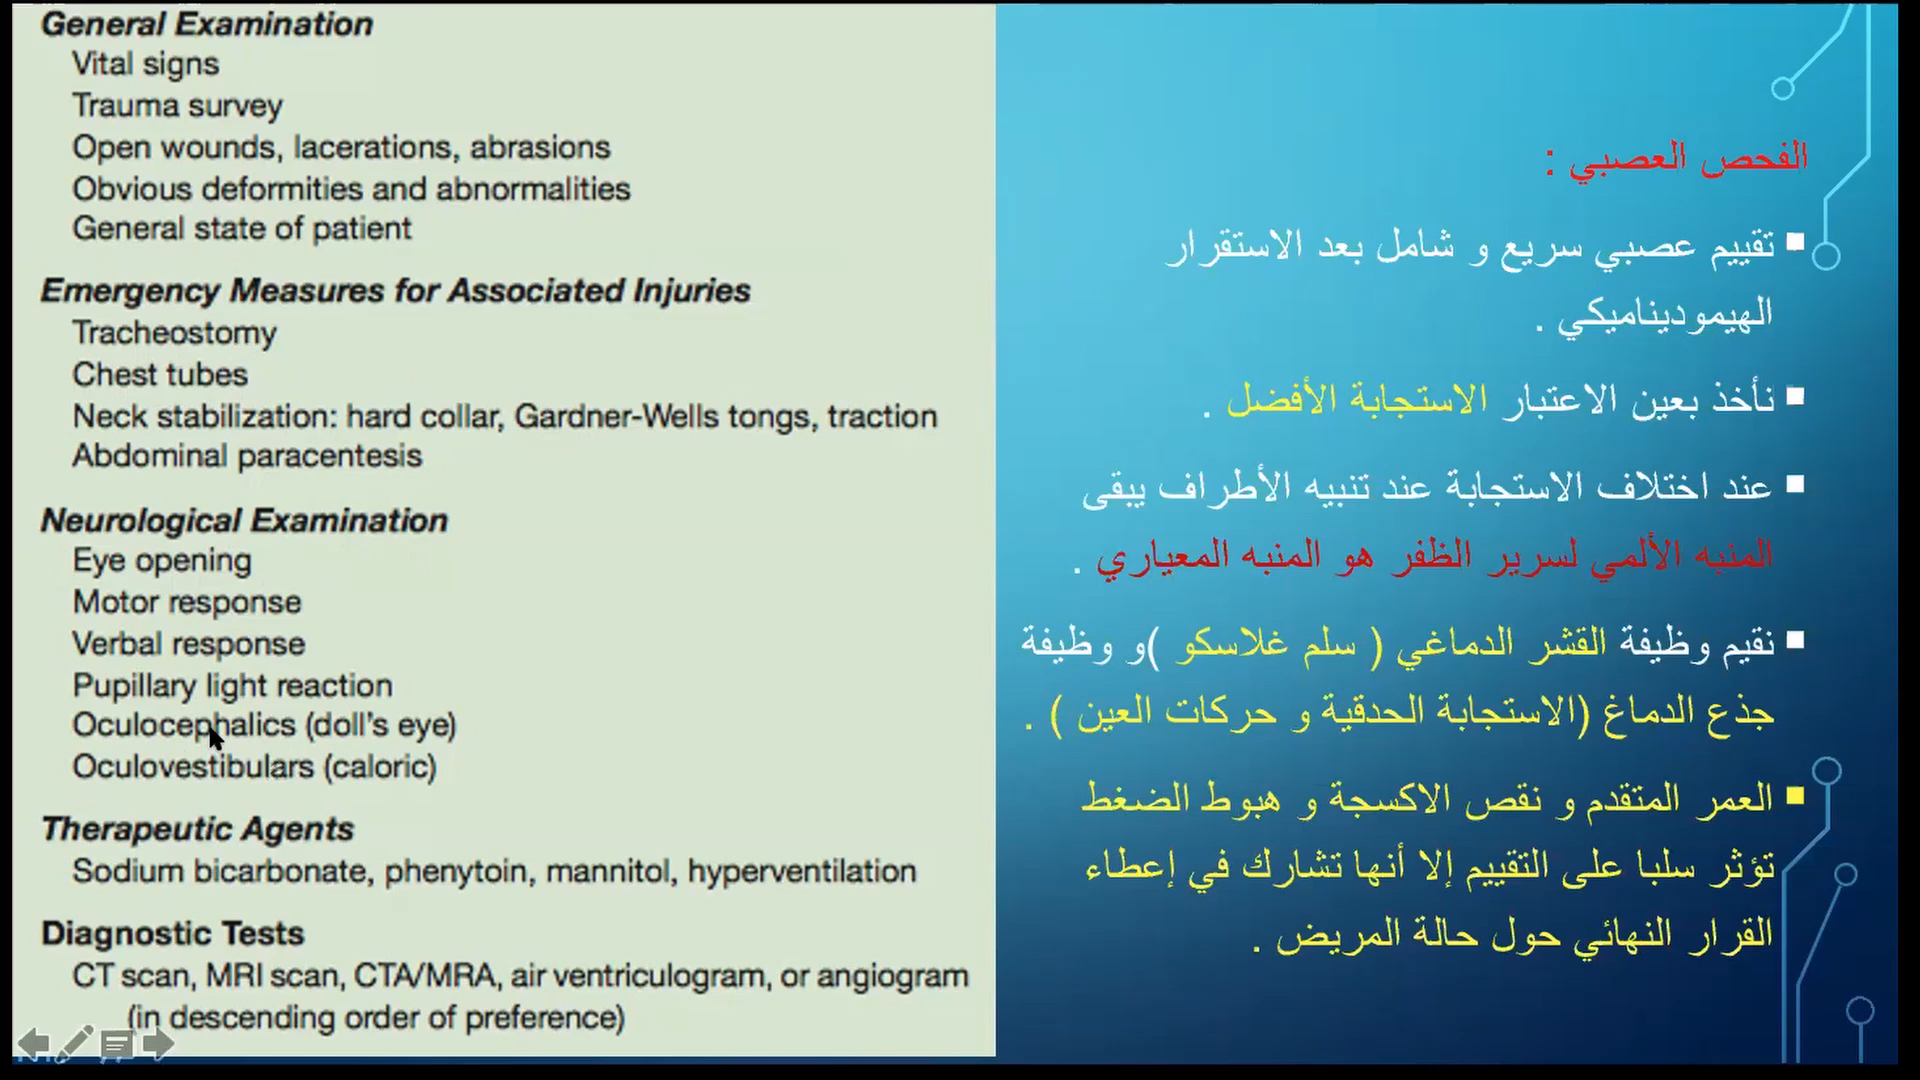 General Examination
Vital signs
Trauma survey
Open wounds, lacerations, abrasions
Obvious deformities and abnormalities
General state of patient
Emergency Measures for Associated Injuries
Tracheostomy
Chest tubes
Neck stabilization: hard collar, Gardner-Wells tongs, traction
Abdominal paracentesis
Neurological Examination
Eye opening
Motor response
Verbal response
Pupillary light reaction
Oculocephalics (doll's eye)
Oculovestibulars (caloric)
Therapeutic Agents
Sodium bicarbonate, phenytoin, mannitol, hyperventilation
Diagnostic Tests
CT scan, MRI scan, CTA/MRA, air ventriculogram, or angiogram
(in descending order of preference)
الفحص العصبي :
تقييم عصبي سريع و شامل بعد الاستقرار
الهيموديناميكي .
نأخذ بعين الاعتبار الاستجابة الأفضل .
عند اختلاف الاستجابة عند تنبيه الأطراف يبقى
المنبه الألمي لسرير الظفر هو المنبه المعياري .
نقيم وظيفة القشر الدماغي ( سلم غلاسكو )و وظيفة
جذع الدماغ (الاستجابة الحدقية و حركات العين ) .
العمر المتقدم و نقص الاكسجة و هبوط الضغط
تؤثر سلبا على التقييم إلا أنها تشارك في إعطاء
القرار النهائي حول حالة المريض .